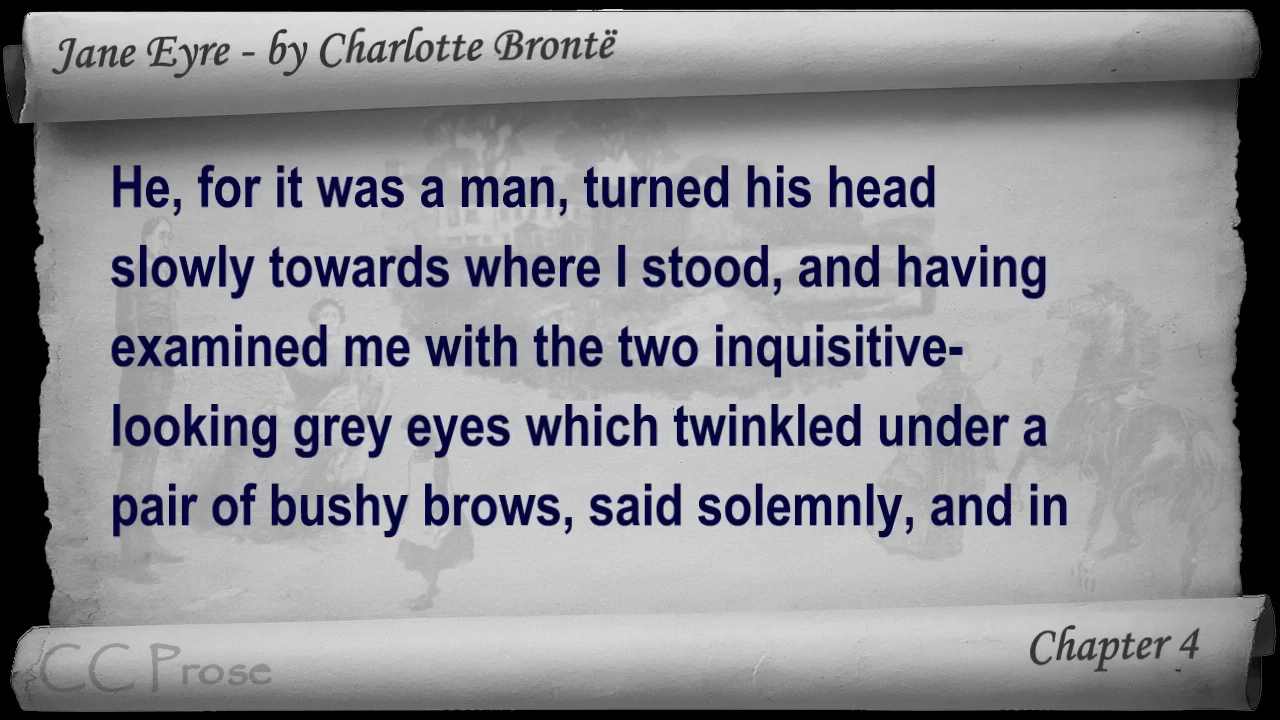 Jane Eyre - by Charlotte Brontë
He, for it was a man, turned his head
slowly towards where I stood, and having
examined me with the two inquisitive-
looking grey eyes which twinkled under a
pair of bushy brows, said solemnly, and in
Chapter 4
CC Prose